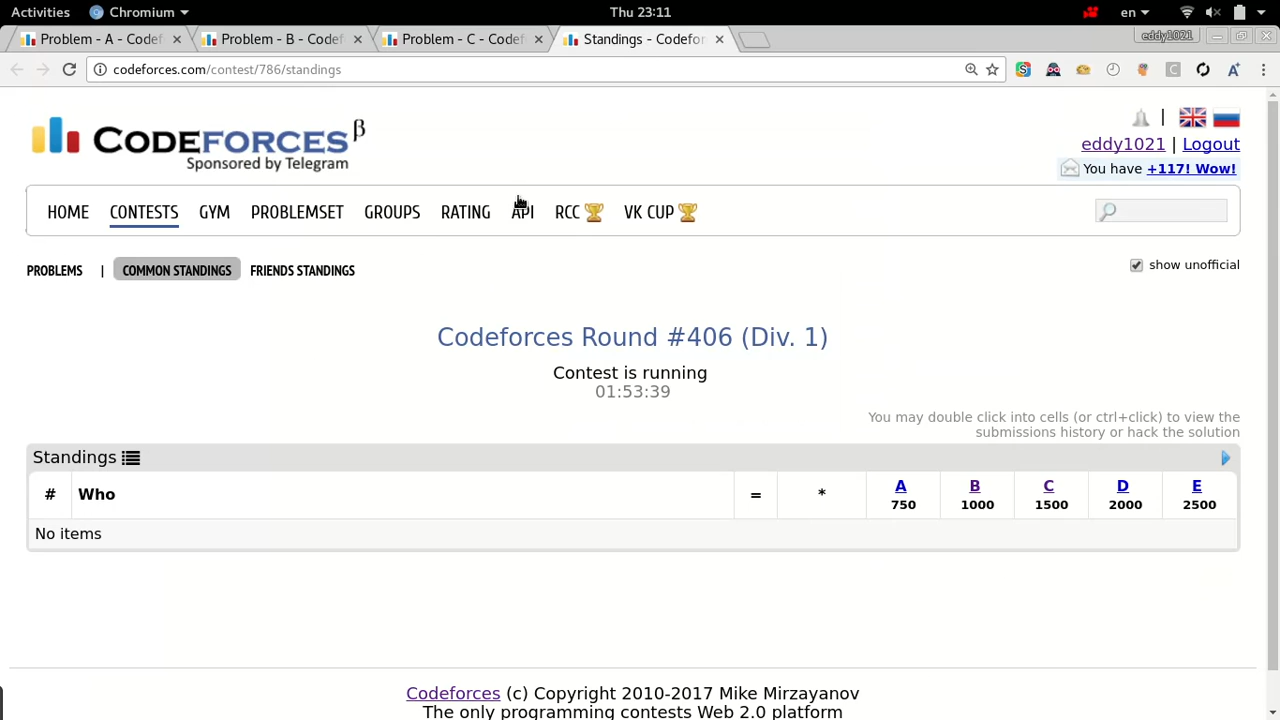 Activities Chromium Thu 23:11 en
Problem - A - Codef Problem - B - Codef Problem - C - Codef Standings - Codefor eddy1021
codeforces.com/contest/786/standings
CODEFORCES β
Sponsored by Telegram
eddy1021 | Logout
You have +117! Wow!
HOME CONTESTS GYM PROBLEMSET GROUPS RATING API RCC VK CUP
PROBLEMS | COMMON STANDINGS FRIENDS STANDINGS show unofficial
Codeforces Round #406 (Div. 1)
Contest is running
01:53:39
You may double click into cells (or ctrl+click) to view the
submissions history or hack the solution
Standings
# Who = * A B C D E
750 1000 1500 2000 2500
No items
Codeforces (c) Copyright 2010-2017 Mike Mirzayanov
The only programming contests Web 2.0 platform